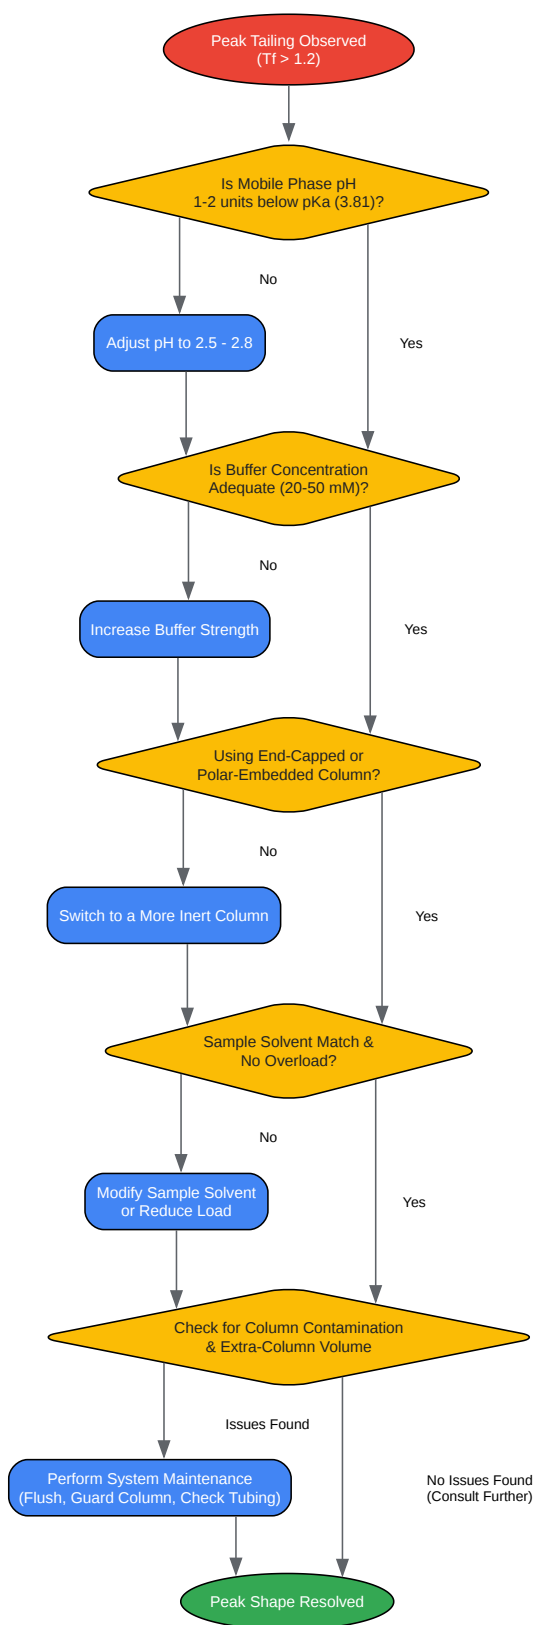 Peak Tailing Observed
(Tf > 1.2)
Is Mobile Phase pH
1-2 units below pKa (3.81)?
No
Adjust pH to 2.5 - 2.8
Yes
Is Buffer Concentration
Adequate (20-50 mM)?
No
Increase Buffer Strength
Yes
Using End-Capped or
Polar-Embedded Column?
No
Switch to a More Inert Column
Yes
Sample Solvent Match &
No Overload?
No
Modify Sample Solvent
or Reduce Load
Yes
Check for Column Contamination
& Extra-Column Volume
Issues Found
Perform System Maintenance
(Flush, Guard Column, Check Tubing)
No Issues Found
(Consult Further)
Peak Shape Resolved